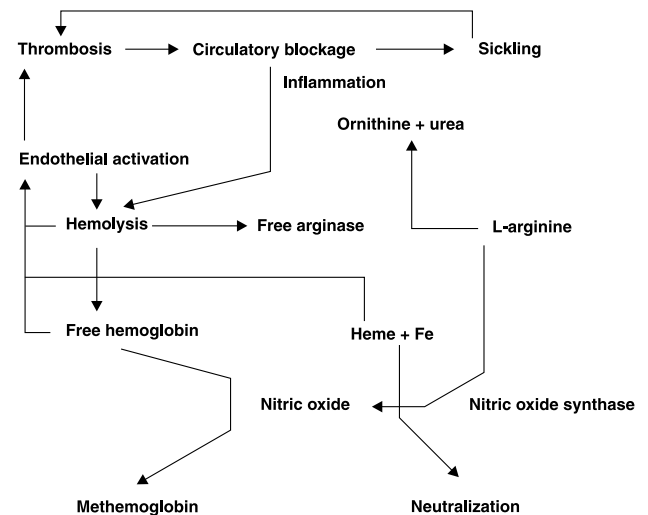 Thrombosis
Circulatory blockage
Sickling
Inflammation
Ornithine + urea
Endothelial activation
Hemolysis
Free arginase
L-arginine
Free hemoglobin
Heme + Fe
Nitric oxide
Nitric oxide synthase
Methemoglobin
Neutralization